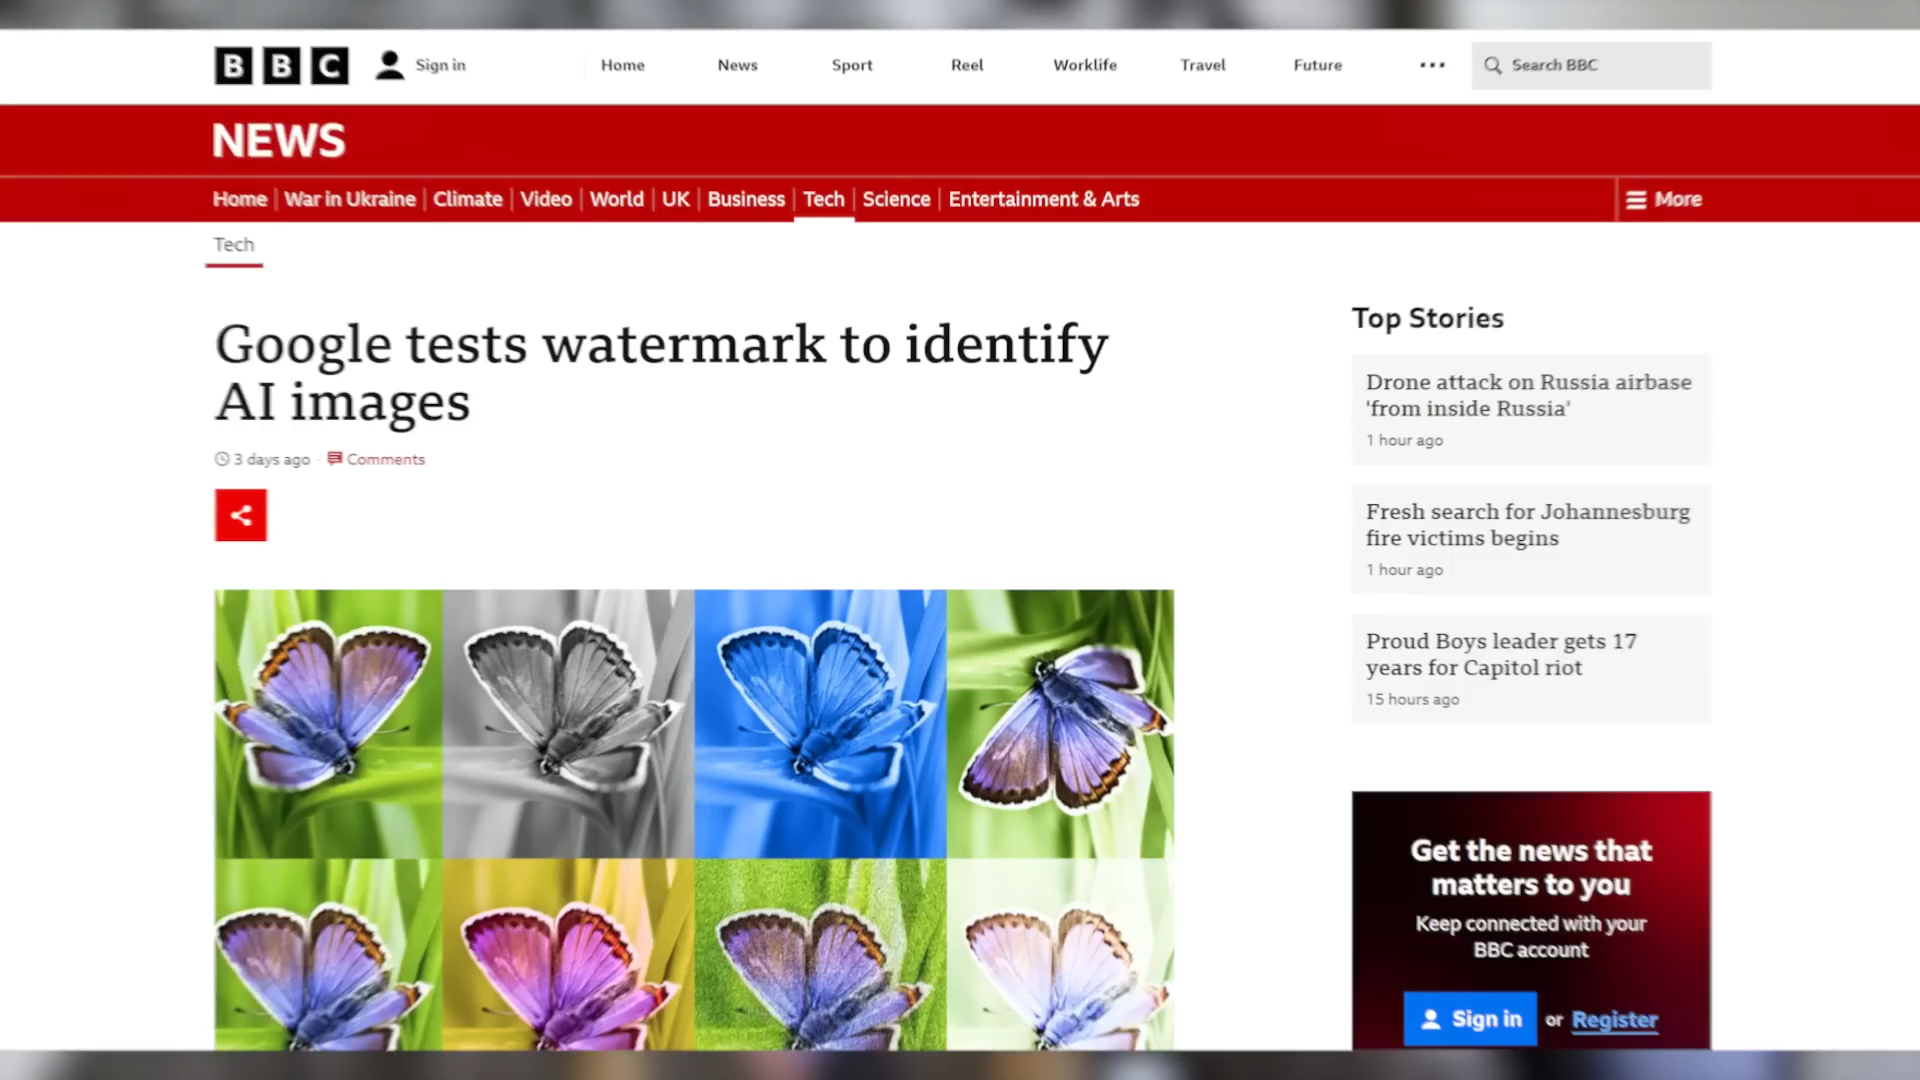 BBC Sign in Home News Sport Reel Worklife Travel Future ... Search BBC
NEWS
Home War in Ukraine Climate Video World UK Business Tech Science Entertainment & Arts More
Tech
Google tests watermark to identify
AI images
3 days ago · Comments
Top Stories
Drone attack on Russia airbase
'from inside Russia'
1 hour ago
Fresh search for Johannesburg
fire victims begins
1 hour ago
Proud Boys leader gets 17
years for Capitol riot
15 hours ago
Get the news that
matters to you
Keep connected with your
BBC account
Sign in or Register